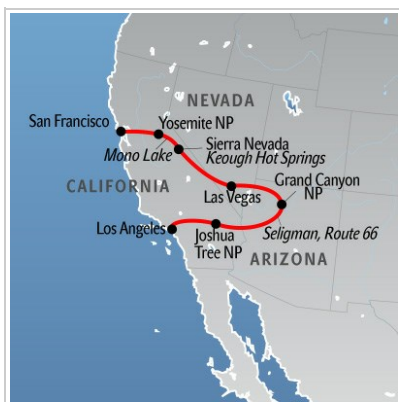 NEVADA
San Francisco
Yosemite NP
Mono Lake
Sierra Nevada
Keough Hot Springs
CALIFORNIA
Las Vegas
Grand Canyon
NP
Los Angeles
Joshua
Tree NP
Seligman, Route 66
ARIZONA